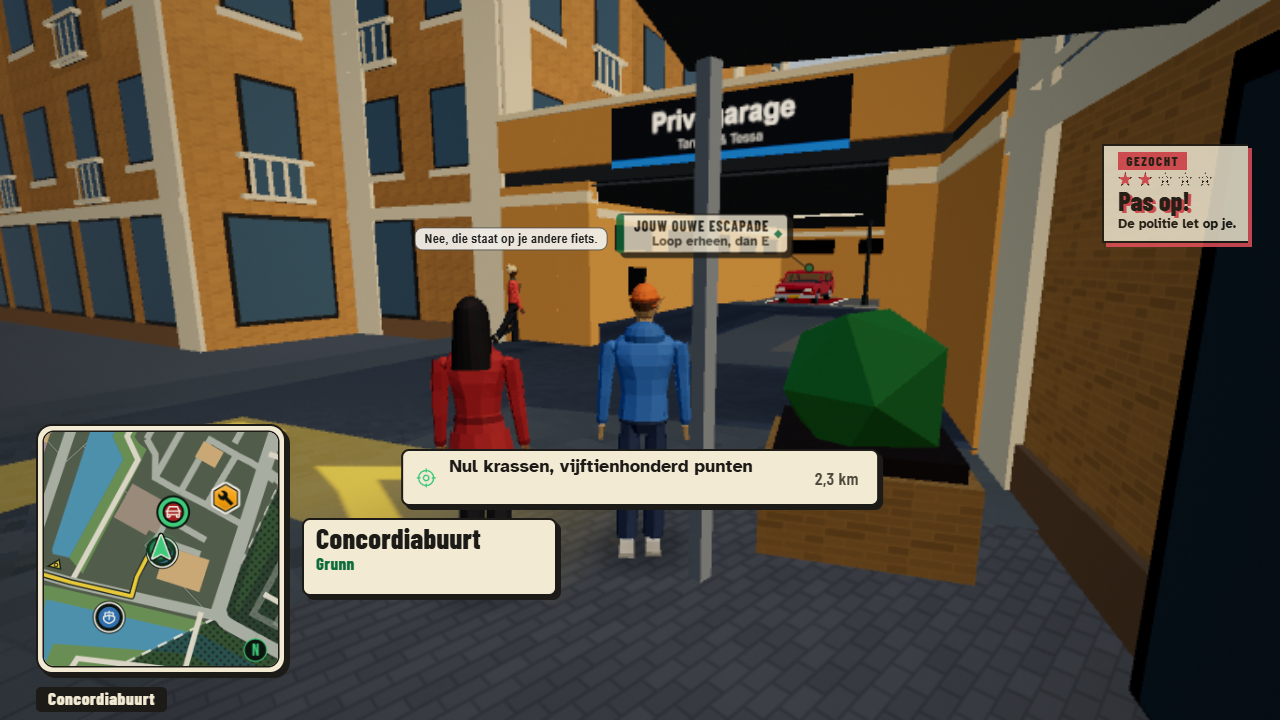 Priv garage
Tan & Tessa
GEZOCHT
Pas op!
De politie let op je.
Nee, die staat op je andere fiets.
JOUW OUWE ESCAPADE
Loop erheen, dan E
Nul krassen, vijftienhonderd punten
2,3 km
Concordiabuurt
Grunn
N
Concordiabuurt